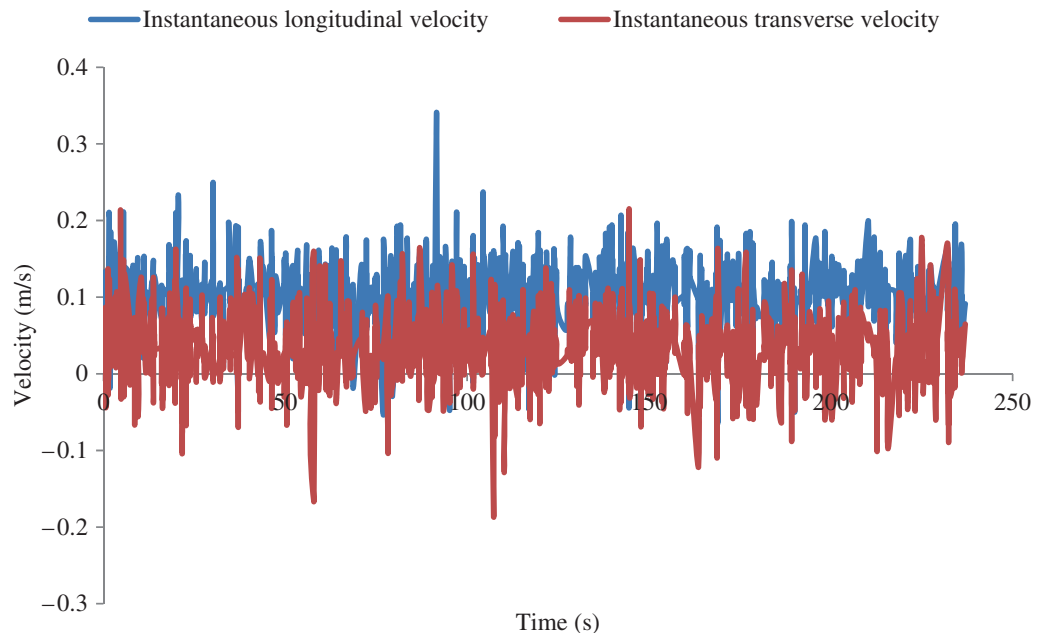 Instantaneous longitudinal velocity Instantaneous transverse velocity
0.4
0.3
0.2
0.1
0
−0.1
−0.2
−0.3
Velocity (m/s)
0 50 100 150 200 250
Time (s)